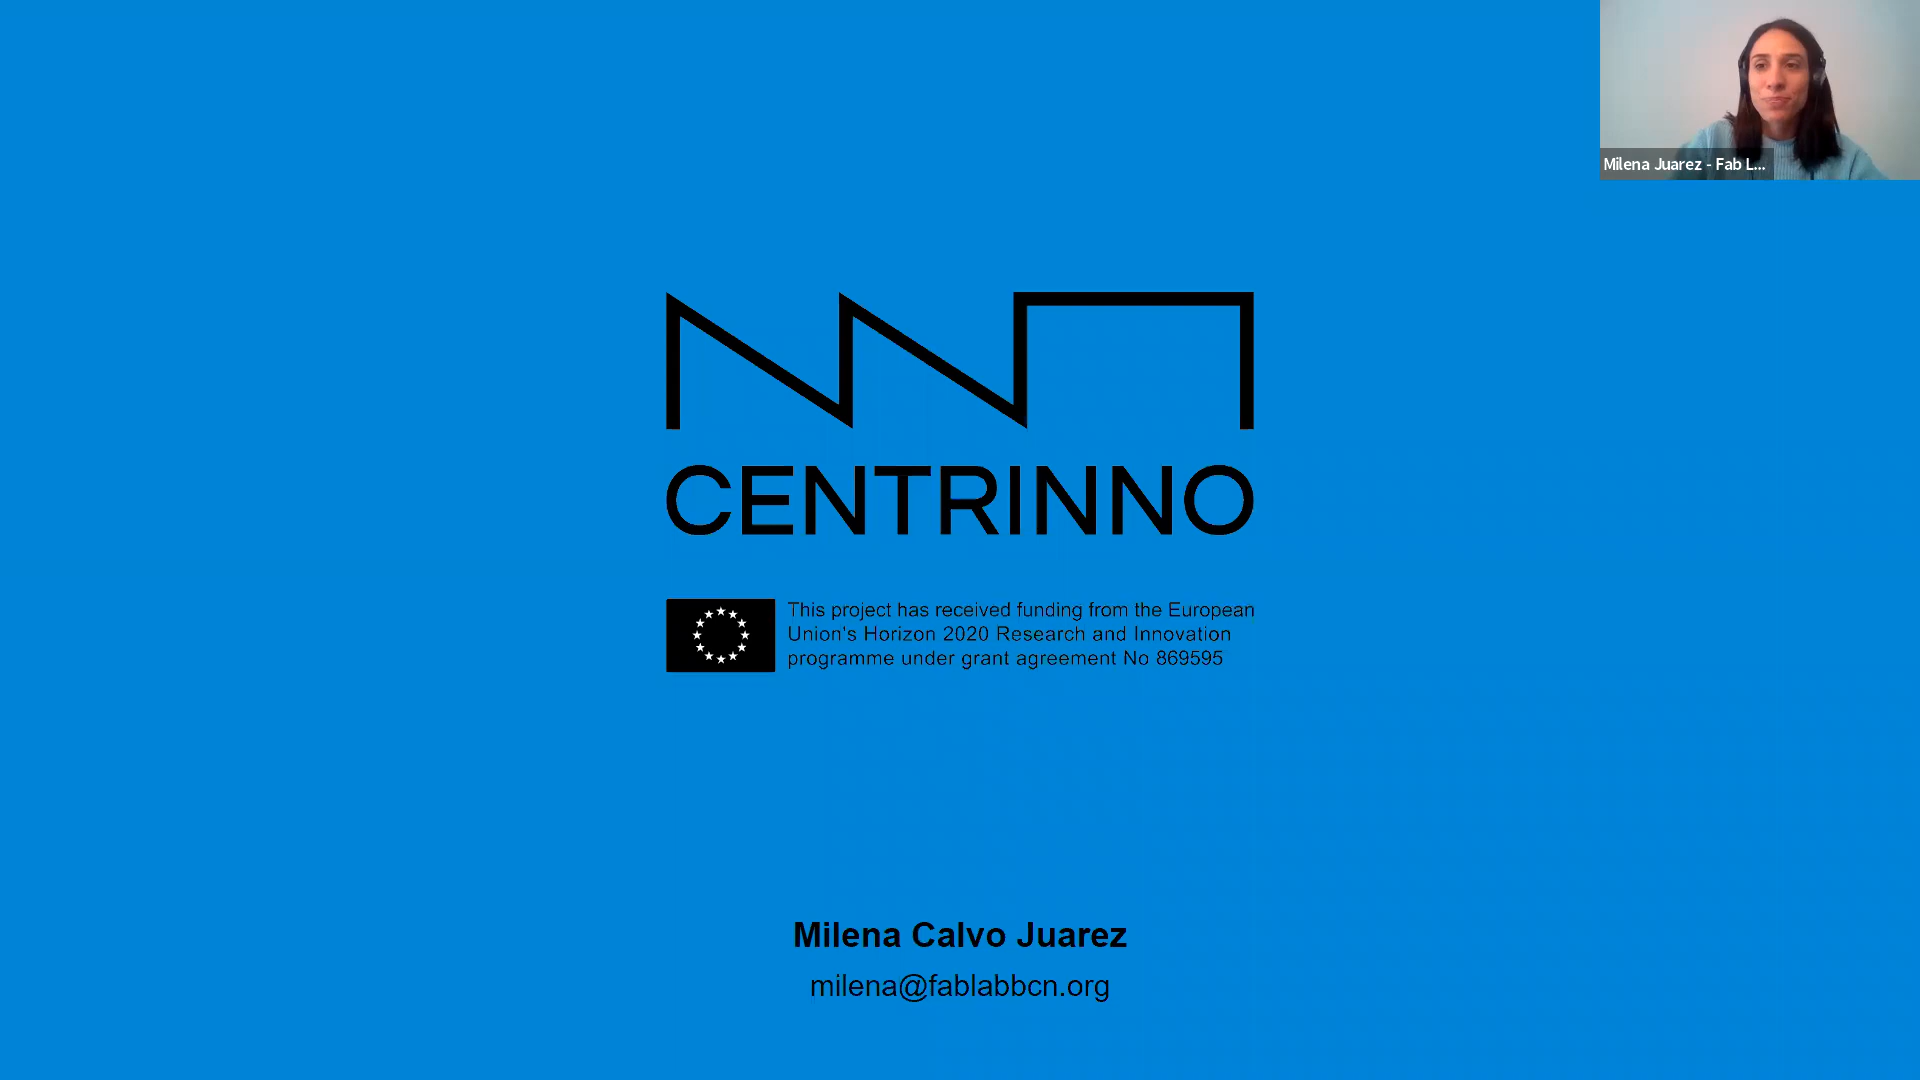 Milena Juarez - Fab L...
CENTRINNO
This project has received funding from the European
Union's Horizon 2020 Research and Innovation
programme under grant agreement No 869595
Milena Calvo Juarez
milena@fablabbcn.org